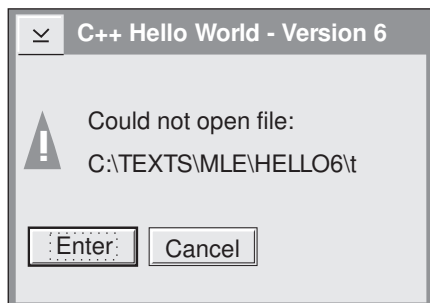 C++ Hello World - Version 6
Could not open file:
C:\TEXTS\MLE\HELLO6\t
Enter Cancel